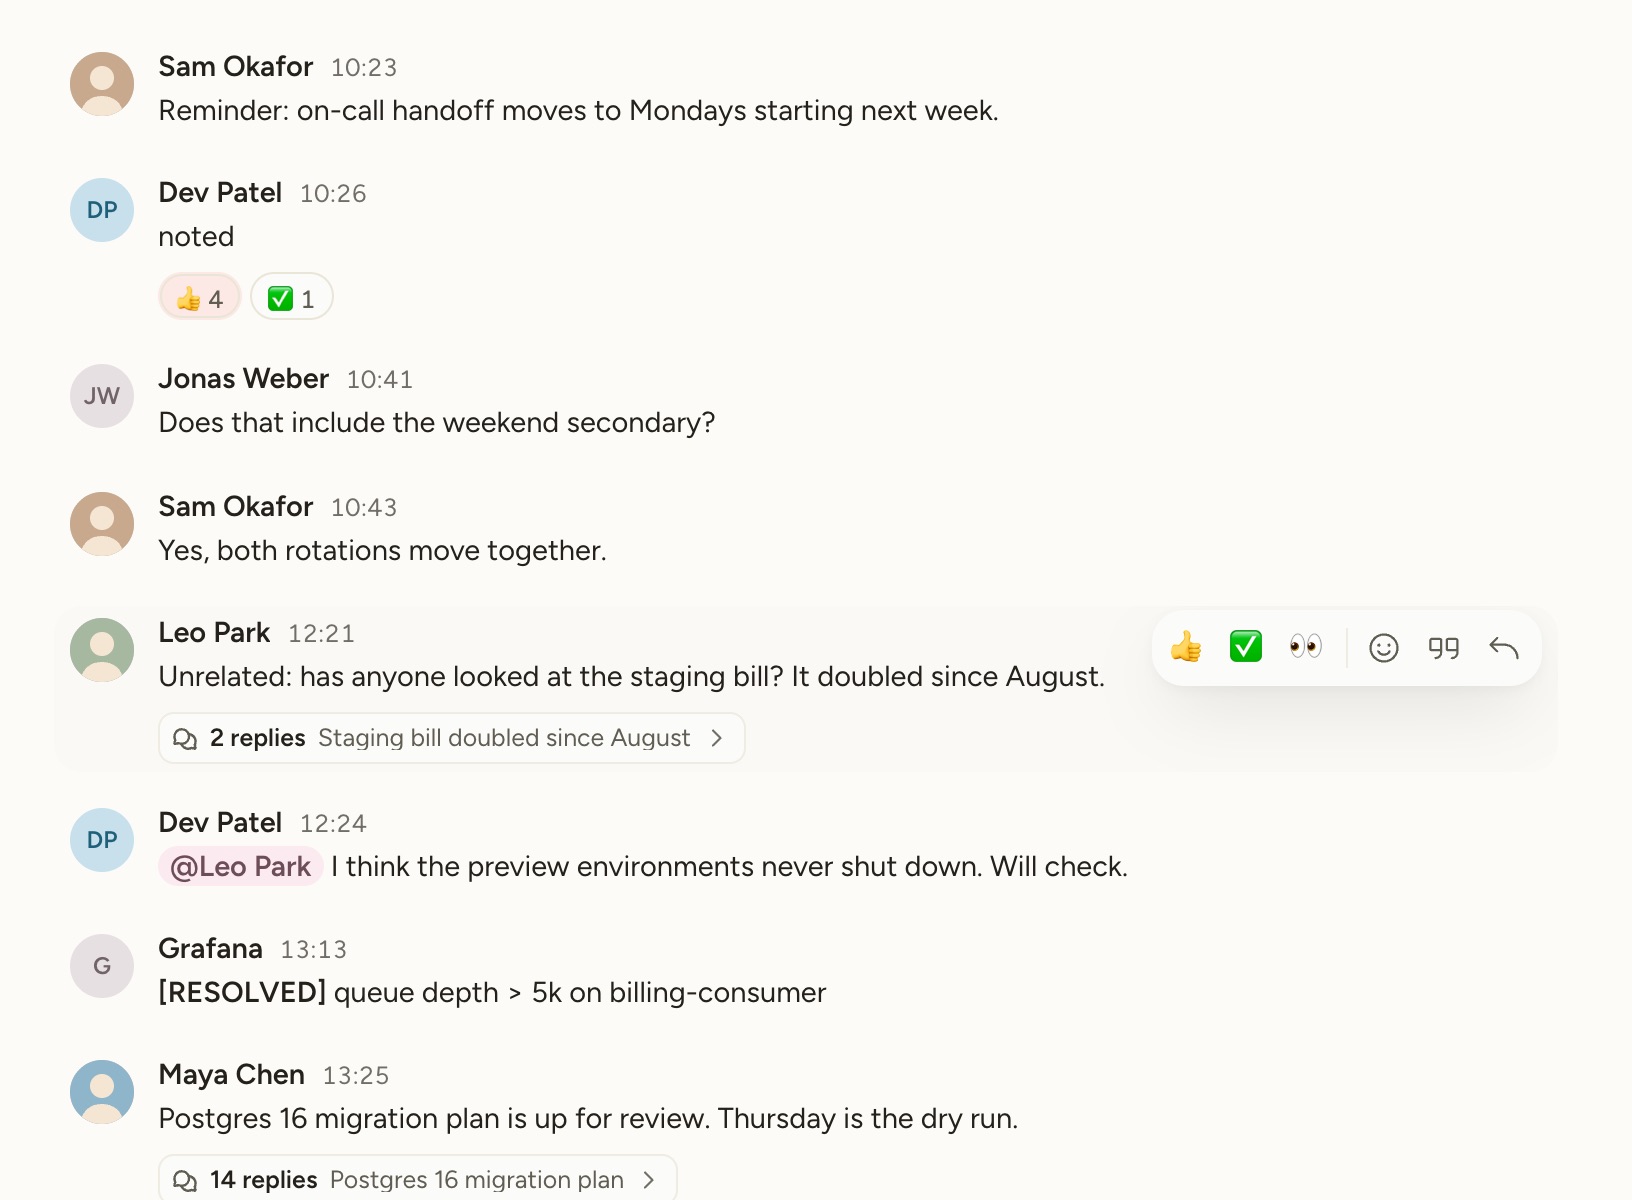 Sam Okafor 10:23
Reminder: on-call handoff moves to Mondays starting next week.
DP
Dev Patel 10:26
noted
👍 4 ✅ 1
JW
Jonas Weber 10:41
Does that include the weekend secondary?
Sam Okafor 10:43
Yes, both rotations move together.
Leo Park 12:21
Unrelated: has anyone looked at the staging bill? It doubled since August.
2 replies Staging bill doubled since August
DP
Dev Patel 12:24
@Leo Park I think the preview environments never shut down. Will check.
G
Grafana 13:13
[RESOLVED] queue depth > 5k on billing-consumer
Maya Chen 13:25
Postgres 16 migration plan is up for review. Thursday is the dry run.
14 replies Postgres 16 migration plan